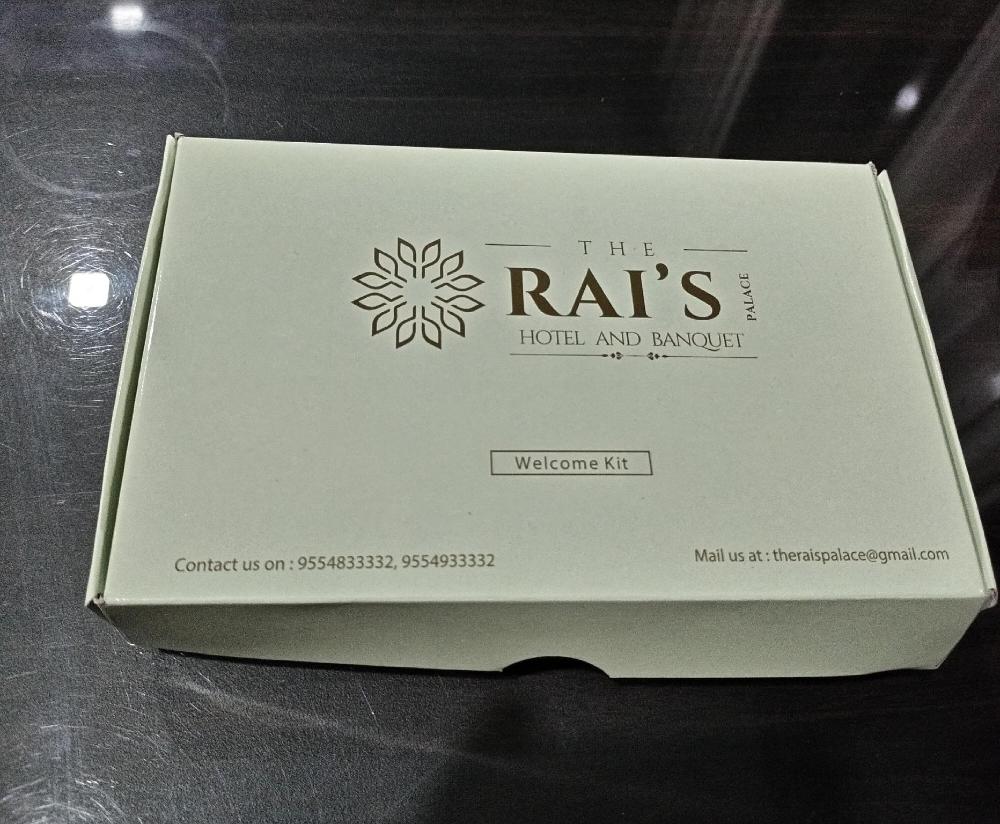 THE
RAI'S PALACE
HOTEL AND BANQUET
Welcome Kit
Contact us on : 9554833332, 9554933332
Mail us at : theraispalace@gmail.com